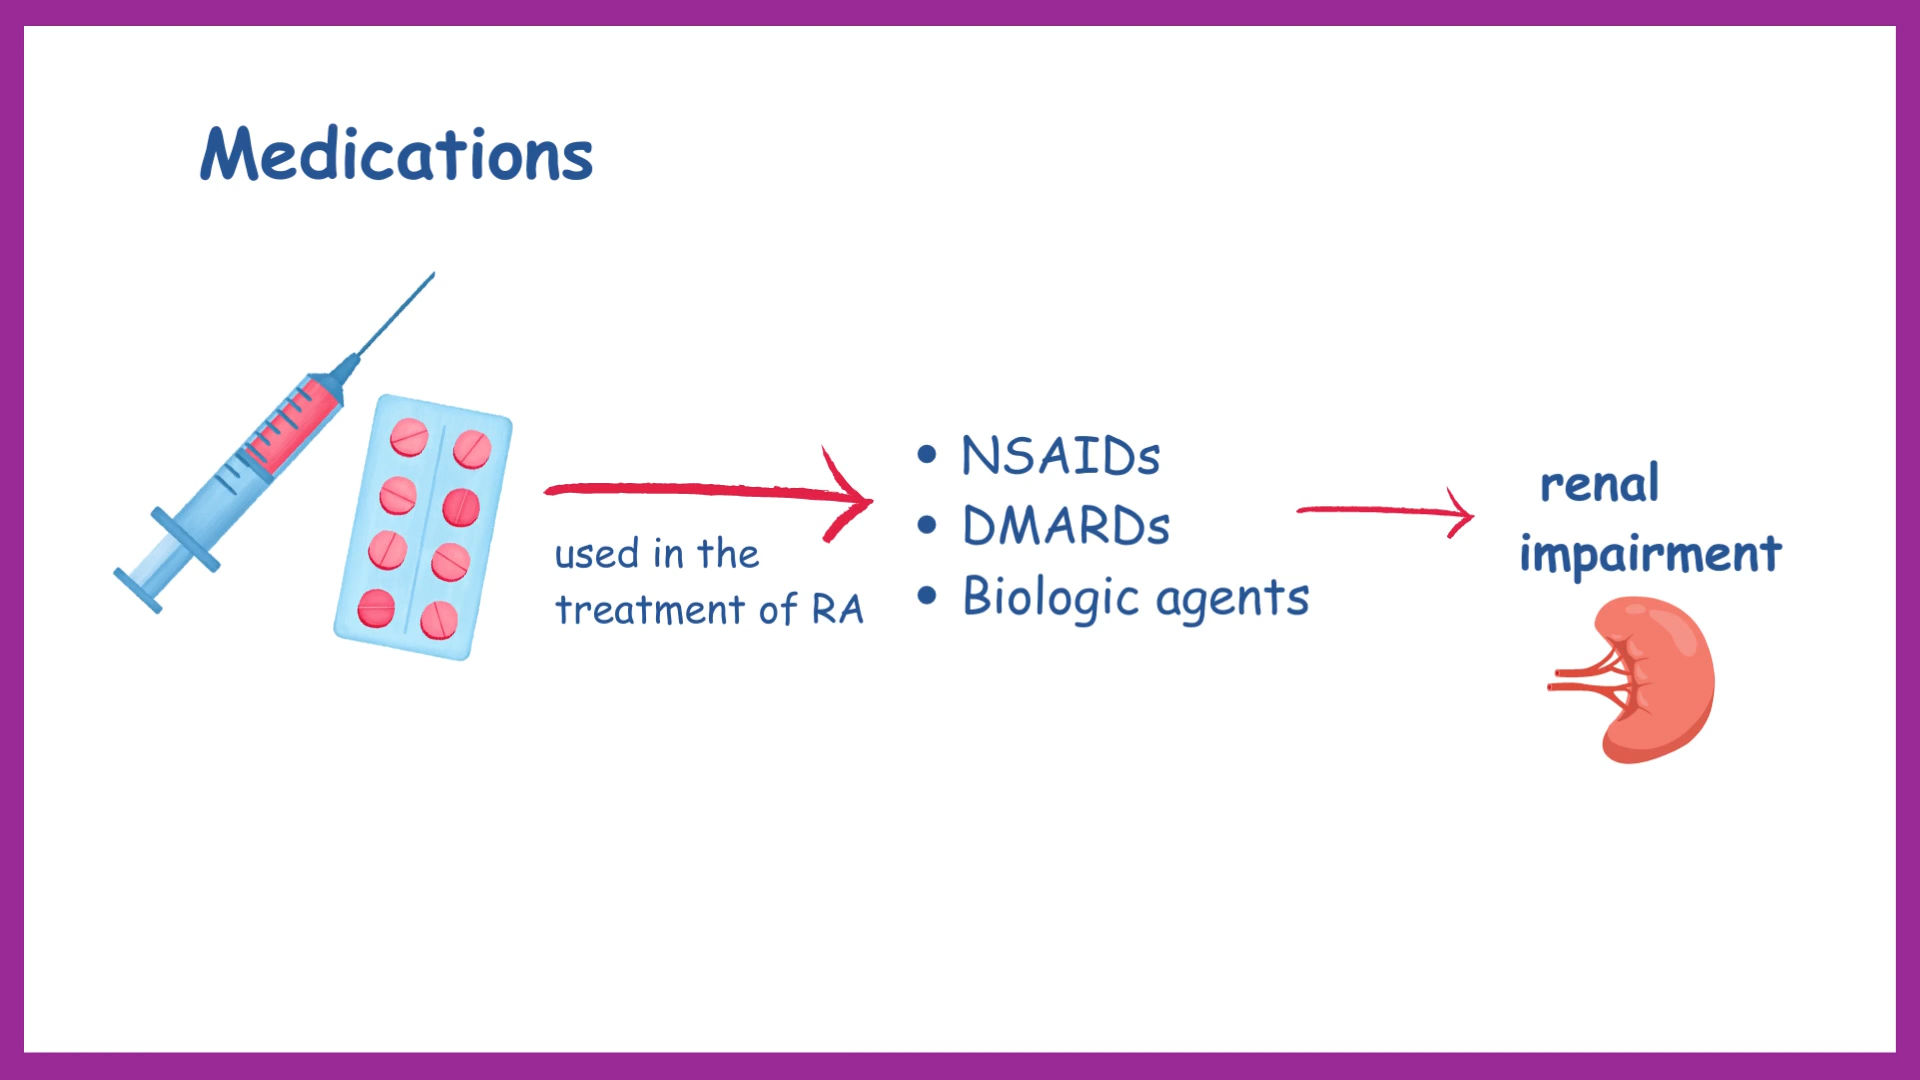 Medications
used in the
treatment of RA
• NSAIDs
• DMARDs
• Biologic agents
renal
impairment